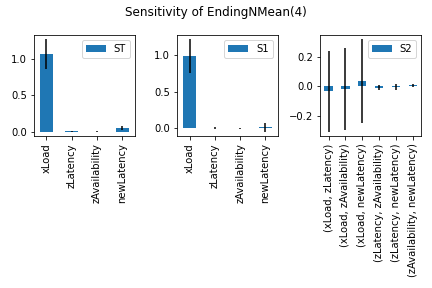 Sensitivity of EndingNMean(4)
ST
1.0
0.5
0.0
xLoad
zLatency
zAvailability
newLatency
S1
1.0
0.5
0.0
xLoad
zLatency
zAvailability
newLatency
S2
0.2
0.0
−0.2
(xLoad, zLatency)
(xLoad, zAvailability)
(xLoad, newLatency)
(zLatency, zAvailability)
(zLatency, newLatency)
(zAvailability, newLatency)